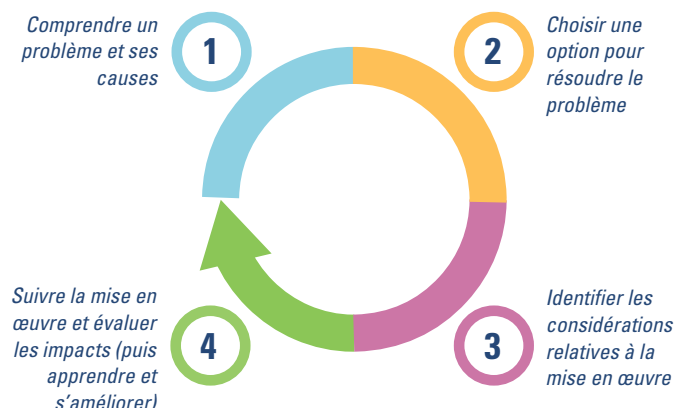 1
Comprendre un
problème et ses
causes
2
Choisir une
option pour
résoudre le
problème
3
Identifier les
considérations
relatives à la
mise en œuvre
4
Suivre la mise en
œuvre et évaluer
les impacts (puis
apprendre et
s’améliorer)